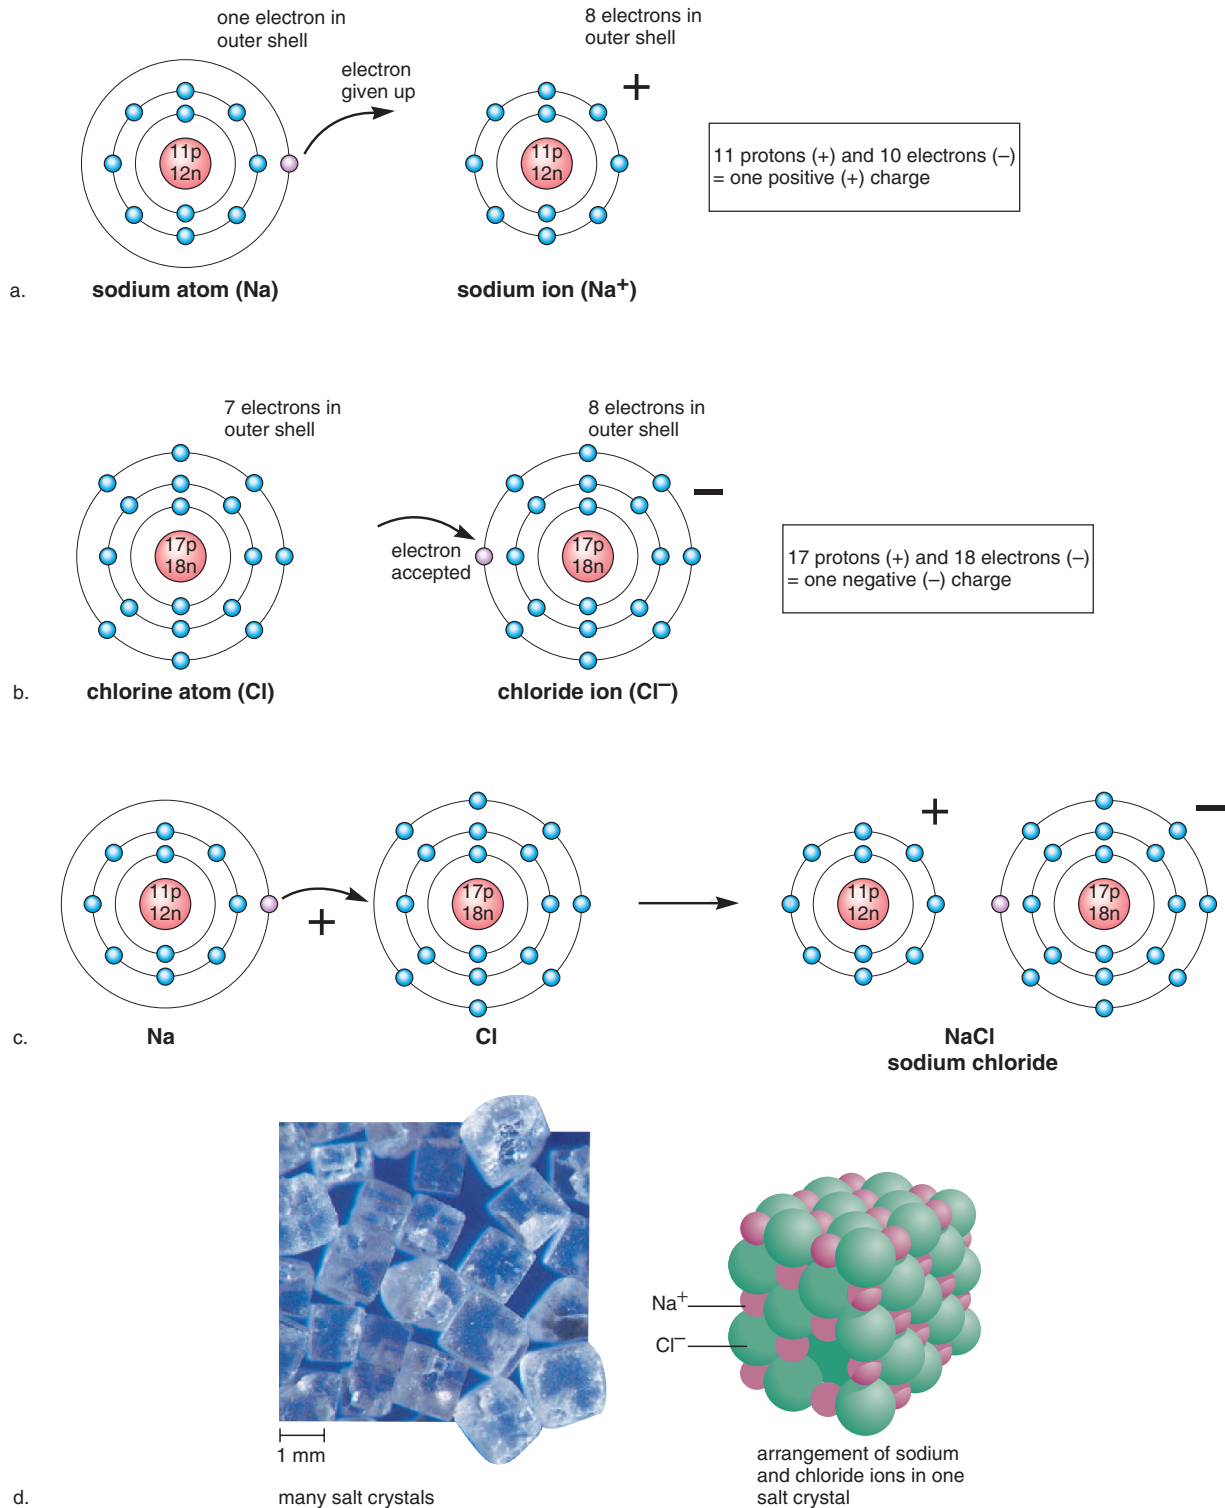 one electron in
outer shell
electron
given up
8 electrons in
outer shell
+
11p
12n
11p
12n
11 protons (+) and 10 electrons (–)
= one positive (+) charge
a.
sodium atom (Na)
sodium ion (Na+)
7 electrons in
outer shell
8 electrons in
outer shell
–
17p
18n
electron
accepted
17p
18n
17 protons (+) and 18 electrons (–)
= one negative (–) charge
b.
chlorine atom (Cl)
chloride ion (Cl–)
+
–
11p
12n
+
17p
18n
11p
12n
17p
18n
c.
Na
Cl
NaCl
sodium chloride
Na+
Cl–
1 mm
arrangement of sodium
and chloride ions in one
salt crystal
d.
many salt crystals